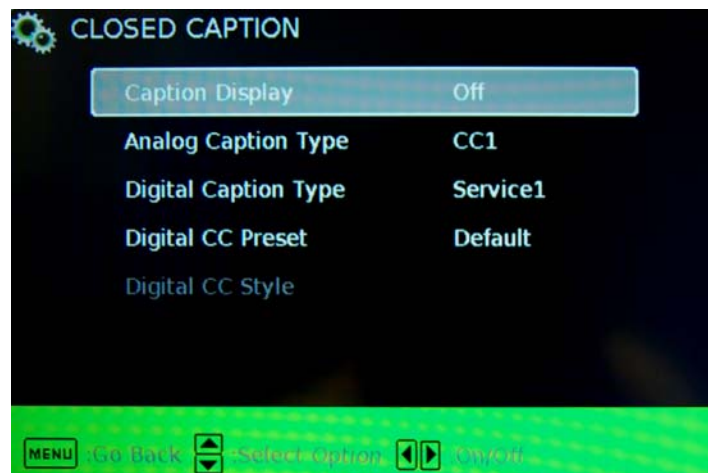 CLOSED CAPTION
Caption Display Off
Analog Caption Type CC1
Digital Caption Type Service1
Digital CC Preset Default
Digital CC Style
MENU :Go Back :Select Option :On/Off